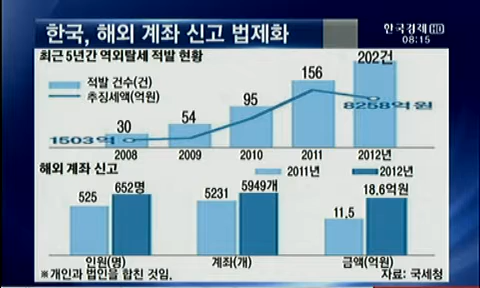 한국경제 HD
08:15
한국, 해외 계좌 신고 법제화
최근 5년간 역외탈세 적발 현황
적발 건수(건)
추징세액(억원)
30
54
95
156
202건
1503억
8258억 원
2008
2009
2010
2011
2012년
해외 계좌 신고
2011년
2012년
525
652명
5231
5949개
11.5
18.6억원
인원(명)
계좌(개)
금액(억원)
※개인과 법인을 합친 것임.
자료: 국세청